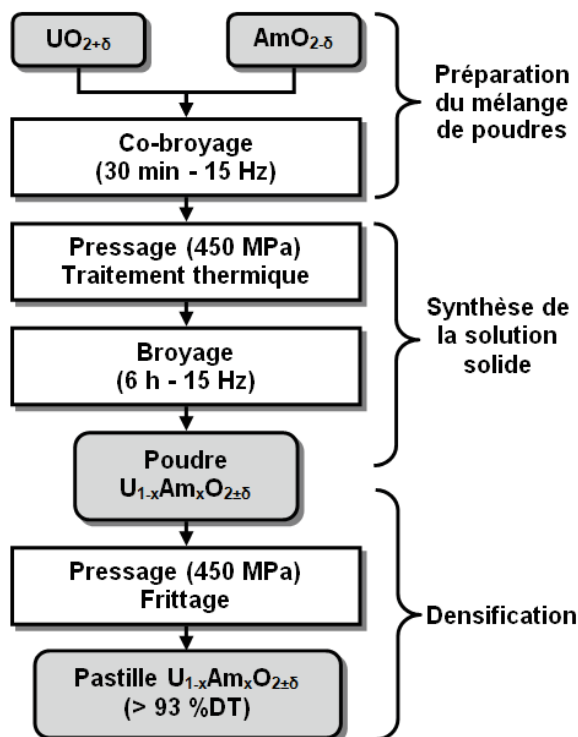 UO₂₊δ
AmO₂₋δ
Préparation
du mélange
de poudres
Co-broyage
(30 min - 15 Hz)
Pressage (450 MPa)
Traitement thermique
Synthèse de
la solution
solide
Broyage
(6 h - 15 Hz)
Poudre
U₁₋ₓAmₓO₂±δ
Pressage (450 MPa)
Frittage
Densification
Pastille U₁₋ₓAmₓO₂±δ
(> 93 %DT)